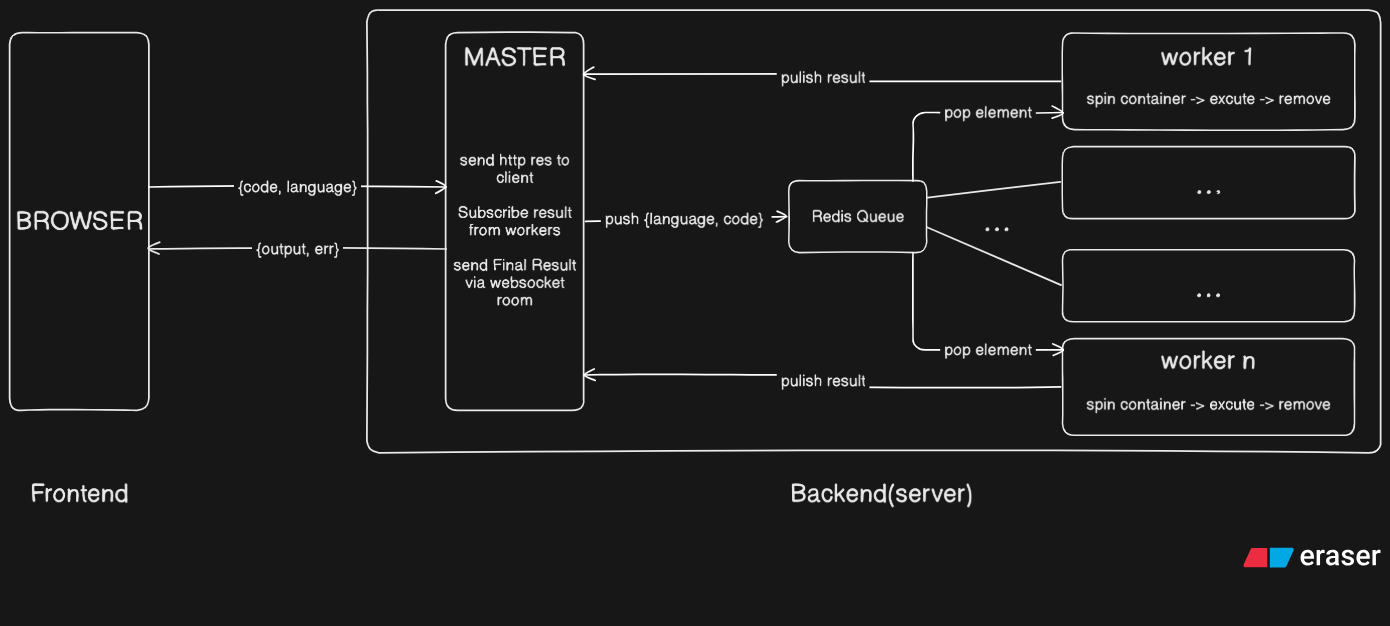 BROWSER
{code, language}
{output, err}
MASTER
send http res to
client
Subscribe result
from workers
send Final Result
via websocket
room
pulish result
push {language, code}
Redis Queue
pop element
...
pop element
pulish result
worker 1
spin container -> excute -> remove
...
...
worker n
spin container -> excute -> remove
Frontend
Backend(server)
eraser